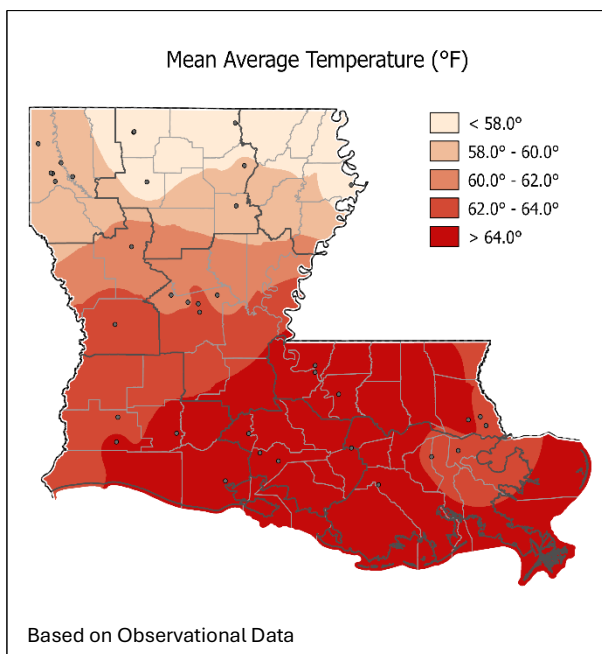 Mean Average Temperature (°F)
< 58.0°
58.0° - 60.0°
60.0° - 62.0°
62.0° - 64.0°
> 64.0°
Based on Observational Data